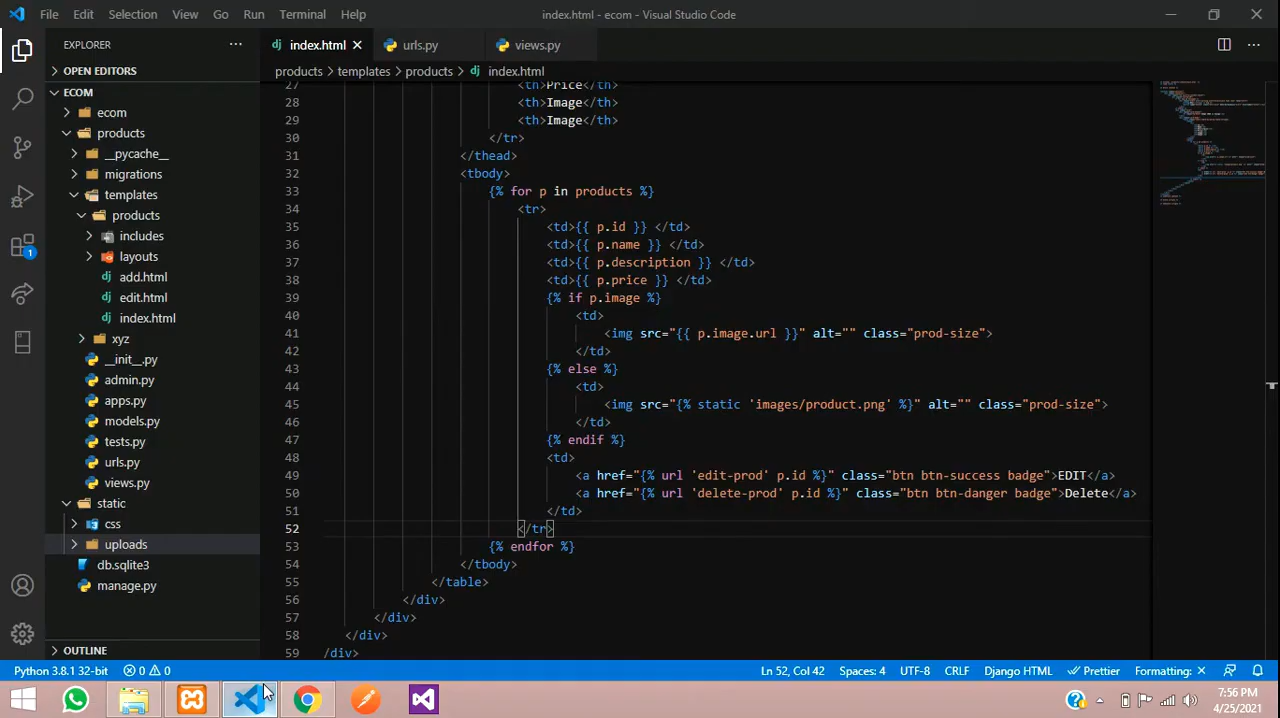 File Edit Selection View Go Run Terminal Help index.html - ecom - Visual Studio Code
EXPLORER
OPEN EDITORS
ECOM
ecom
products
__pycache__
migrations
templates
products
includes
layouts
add.html
edit.html
index.html
xyz
__init__.py
admin.py
apps.py
models.py
tests.py
urls.py
views.py
static
css
uploads
db.sqlite3
manage.py
OUTLINE
index.html urls.py views.py
products > templates > products > index.html
27 <th>Price</th>
28 <th>Image</th>
29 <th>Image</th>
30 </tr>
31 </thead>
32 <tbody>
33 {% for p in products %}
34 <tr>
35 <td>{{ p.id }} </td>
36 <td>{{ p.name }} </td>
37 <td>{{ p.description }} </td>
38 <td>{{ p.price }} </td>
39 {% if p.image %}
40 <td>
41 <img src="{{ p.image.url }}" alt="" class="prod-size">
42 </td>
43 {% else %}
44 <td>
45 <img src="{% static 'images/product.png' %}" alt="" class="prod-size">
46 </td>
47 {% endif %}
48 <td>
49 <a href="{% url 'edit-prod' p.id %}" class="btn btn-success badge">EDIT</a>
50 <a href="{% url 'delete-prod' p.id %}" class="btn btn-danger badge">Delete</a>
51 </td>
52 </tr>
53 {% endfor %}
54 </tbody>
55 </table>
56 </div>
57 </div>
58 </div>
59 /div>
1
Python 3.8.1 32-bit 0 0 Ln 52, Col 42 Spaces: 4 UTF-8 CRLF Django HTML Prettier Formating: ×
7:56 PM
4/25/2021